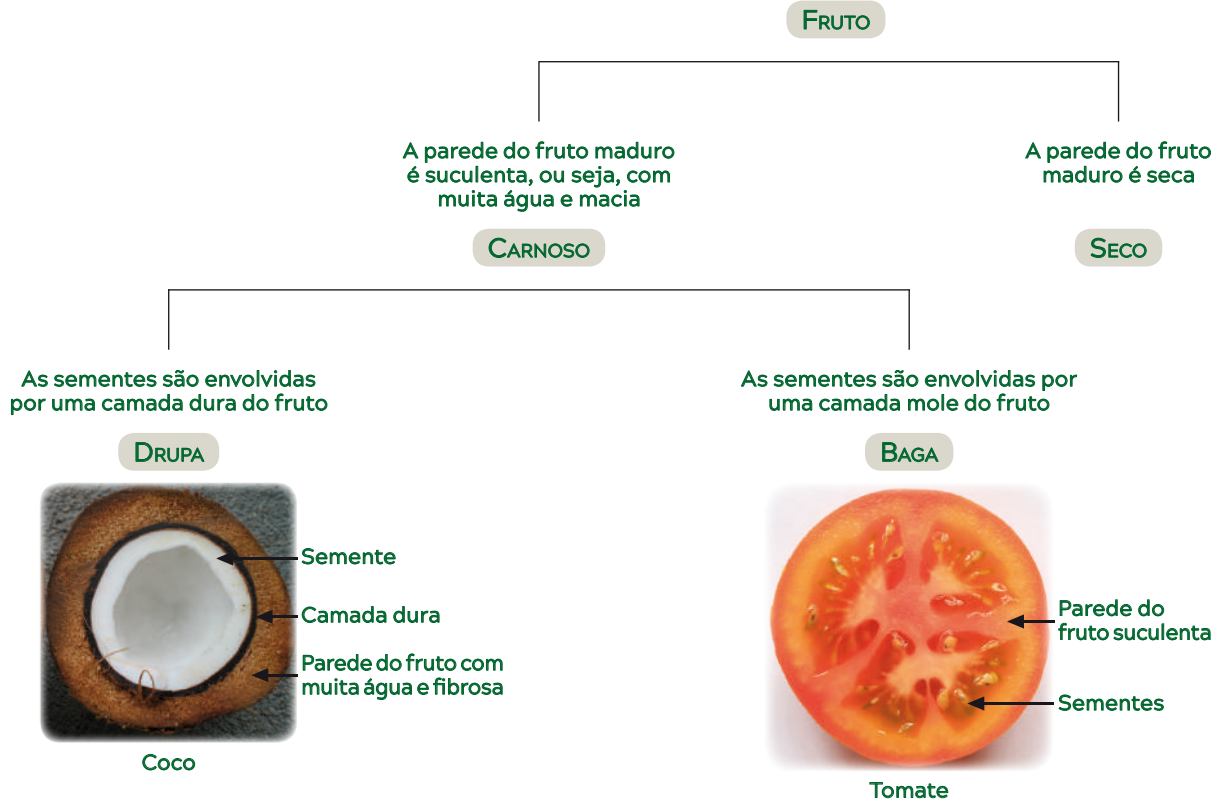 FRUTO
A parede do fruto maduro
é suculenta, ou seja, com
muita água e macia
CARNOSO
A parede do fruto
maduro é seca
SECO
As sementes são envolvidas
por uma camada dura do fruto
DRUPA
Semente
Camada dura
Parede do fruto com
muita água e fibrosa
Coco
As sementes são envolvidas por
uma camada mole do fruto
BAGA
Parede do
fruto suculenta
Sementes
Tomate